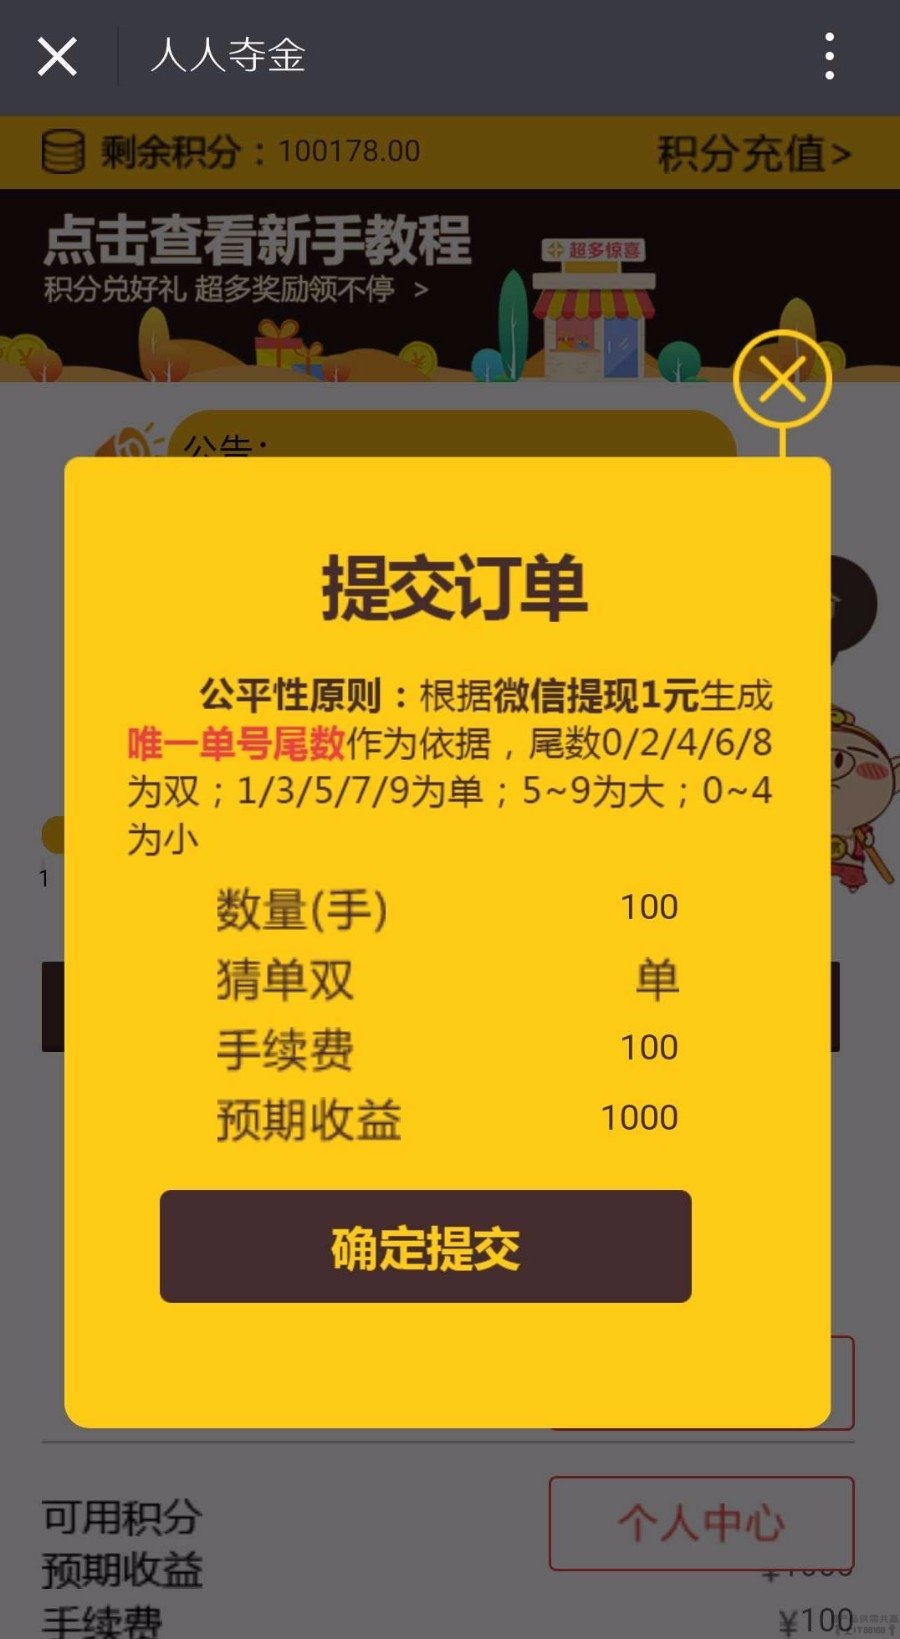 人人夺金
剩余积分：100178.00 积分充值>
点击查看新手教程
积分兑好礼 超多奖励领不停 >
超多惊喜
公告：
提交订单
公平性原则：根据微信提现1元生成
唯一单号尾数作为依据，尾数0/2/4/6/8
为双；1/3/5/7/9为单；5~9为大；0~4
为小
1
数量(手) 100
猜单双 单
手续费 100
预期收益 1000
确定提交
可用积分
个人中心
预期收益
手续费 ¥100